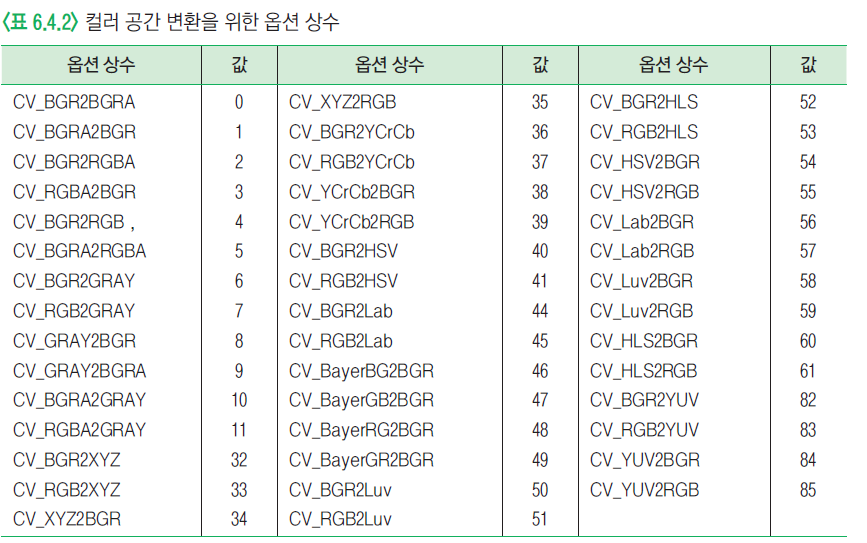 <표 6.4.2> 컬러 공간 변환을 위한 옵션 상수
옵션 상수 값 옵션 상수 값 옵션 상수 값
CV_BGR2BGRA 0 CV_XYZ2RGB 35 CV_BGR2HLS 52
CV_BGRA2BGR 1 CV_BGR2YCrCb 36 CV_RGB2HLS 53
CV_BGR2RGBA 2 CV_RGB2YCrCb 37 CV_HSV2BGR 54
CV_RGBA2BGR 3 CV_YCrCb2BGR 38 CV_HSV2RGB 55
CV_BGR2RGB , 4 CV_YCrCb2RGB 39 CV_Lab2BGR 56
CV_BGRA2RGBA 5 CV_BGR2HSV 40 CV_Lab2RGB 57
CV_BGR2GRAY 6 CV_RGB2HSV 41 CV_Luv2BGR 58
CV_RGB2GRAY 7 CV_BGR2Lab 44 CV_Luv2RGB 59
CV_GRAY2BGR 8 CV_RGB2Lab 45 CV_HLS2BGR 60
CV_GRAY2BGRA 9 CV_BayerBG2BGR 46 CV_HLS2RGB 61
CV_BGRA2GRAY 10 CV_BayerGB2BGR 47 CV_BGR2YUV 82
CV_RGBA2GRAY 11 CV_BayerRG2BGR 48 CV_RGB2YUV 83
CV_BGR2XYZ 32 CV_BayerGR2BGR 49 CV_YUV2BGR 84
CV_RGB2XYZ 33 CV_BGR2Luv 50 CV_YUV2RGB 85
CV_XYZ2BGR 34 CV_RGB2Luv 51